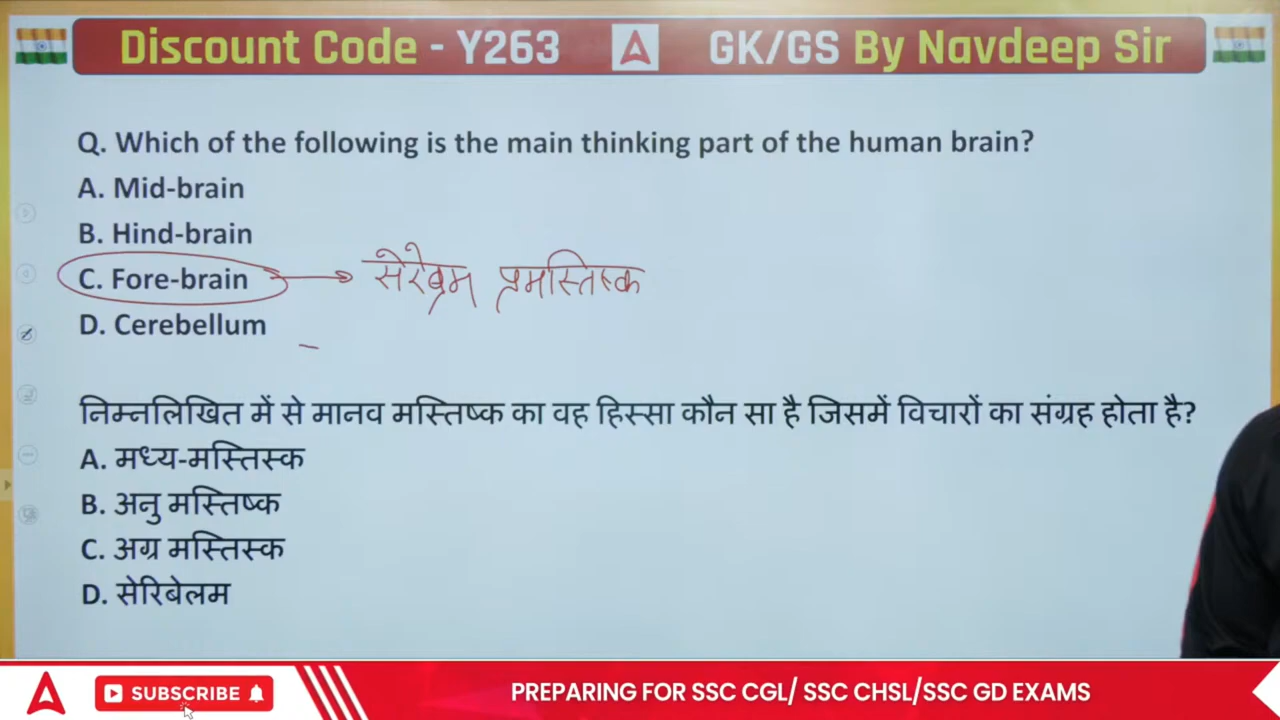 Discount Code - Y263 GK/GS By Navdeep Sir
Q. Which of the following is the main thinking part of the human brain?
A. Mid-brain
B. Hind-brain
C. Fore-brain → सेरेब्रम प्रमस्तिष्क
D. Cerebellum
निम्नलिखित में से मानव मस्तिष्क का वह हिस्सा कौन सा है जिसमें विचारों का संग्रह होता है?
A. मध्य-मस्तिस्क
B. अनु मस्तिष्क
C. अग्र मस्तिस्क
D. सेरिबेलम
SUBSCRIBE PREPARING FOR SSC CGL/ SSC CHSL/SSC GD EXAMS